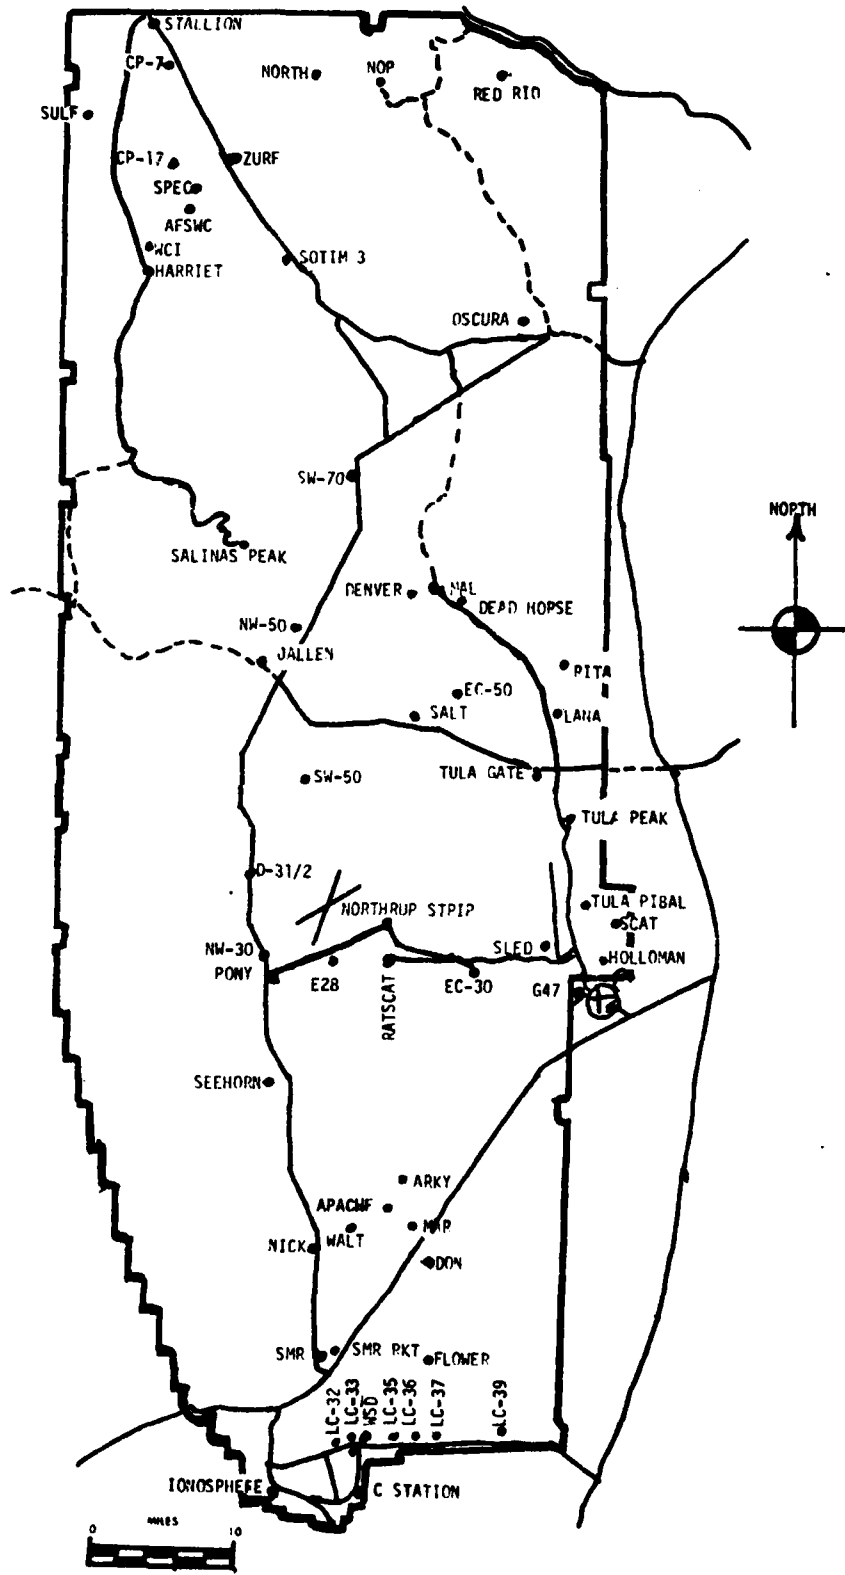 STALLION
CP-7
NORTH
NOP
RED RIO
SULF
CP-17
ZURF
SPEC
AFSWC
WCI
HARRIET
SOTIM 3
OSCURA
SW-70
NORTH
SALINAS PEAK
DENVER
MAL
DEAD HORSE
NW-50
JALLEN
PITA
EC-50
SALT
LANA
TULA GATE
SW-50
TULA PEAK
D-31/2
NORTHRUP STRIP
TULA PIBAL
SCAT
NW-30
SLED
HOLLOMAN
PONY
E28
RATSCAT
EC-30
G47
SEEHORN
ARKY
APACHE
MAR
WALT
NICK
DON
SMR
SMR RKT
FLOWER
LC-32
LC-33
WSD
LC-35
LC-36
LC-37
LC-39
IONOSPHERE
C STATION
0 MILES 10